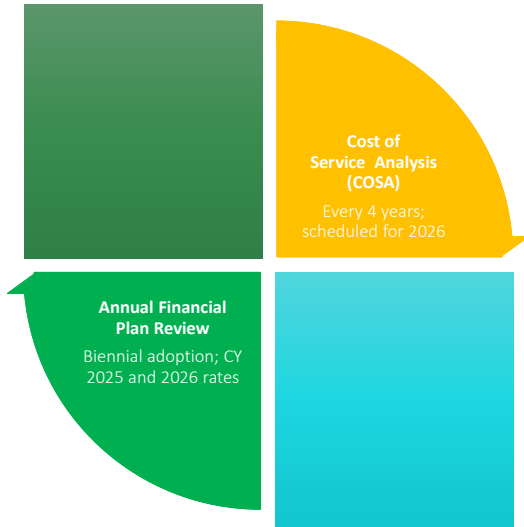 Cost of
Service Analysis
(COSA)
Every 4 years;
scheduled for 2026
Annual Financial
Plan Review
Biennial adoption; CY
2025 and 2026 rates